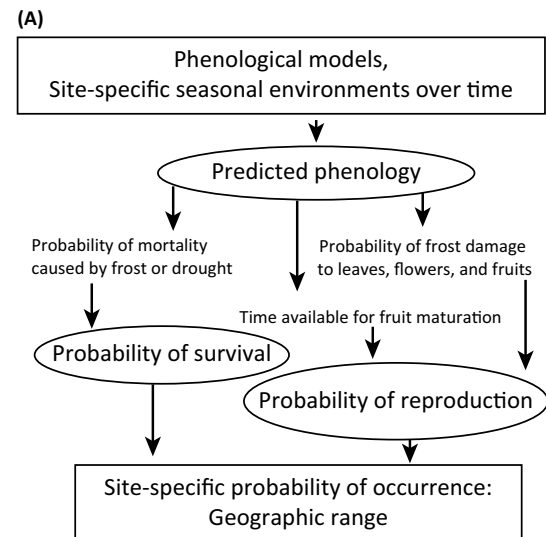 (A)
Phenological models,
Site-specific seasonal environments over time
Predicted phenology
Probability of mortality
caused by frost or drought
Probability of frost damage
to leaves, flowers, and fruits
Time available for fruit maturation
Probability of survival
Probability of reproduction
Site-specific probability of occurrence:
Geographic range